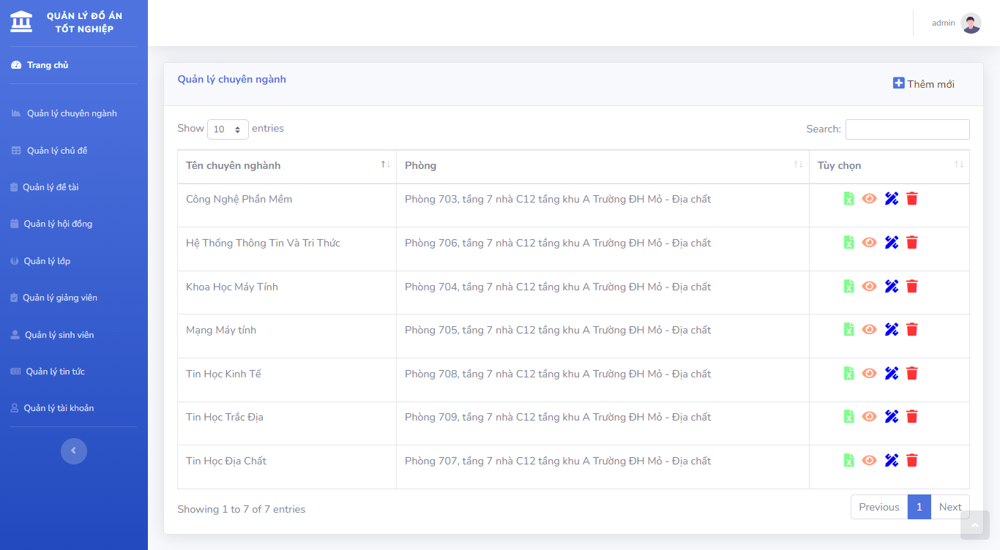 QUẢN LÝ ĐỒ ÁN
TỐT NGHIỆP
Trang chủ
Quản lý chuyên ngành
Quản lý chủ đề
Quản lý đề tài
Quản lý hội đồng
Quản lý lớp
Quản lý giảng viên
Quản lý sinh viên
Quản lý tin tức
Quản lý tài khoản
admin
Quản lý chuyên ngành
Thêm mới
Show 10 entries
Search:
Tên chuyên nghành Phòng Tùy chọn
Công Nghệ Phần Mềm Phòng 703, tầng 7 nhà C12 tầng khu A Trường ĐH Mỏ - Địa chất
Hệ Thống Thông Tin Và Tri Thức Phòng 706, tầng 7 nhà C12 tầng khu A Trường ĐH Mỏ - Địa chất
Khoa Học Máy Tính Phòng 704, tầng 7 nhà C12 tầng khu A Trường ĐH Mỏ - Địa chất
Mạng Máy tính Phòng 705, tầng 7 nhà C12 tầng khu A Trường ĐH Mỏ - Địa chất
Tin Học Kinh Tế Phòng 708, tầng 7 nhà C12 tầng khu A Trường ĐH Mỏ - Địa chất
Tin Học Trắc Địa Phòng 709, tầng 7 nhà C12 tầng khu A Trường ĐH Mỏ - Địa chất
Tin Học Địa Chất Phòng 707, tầng 7 nhà C12 tầng khu A Trường ĐH Mỏ - Địa chất
Showing 1 to 7 of 7 entries
Previous 1 Next